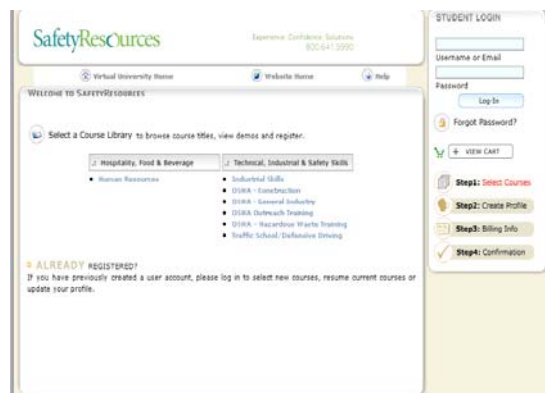 SafetyResources
Experience Confidence Solutions
800.641.5990
Virtual University Home
Website Home
Help
WELCOME TO SAFETYRESOURCES
Select a Course Library to browse course titles, view demos and register.
.: Hospitality, Food & Beverage
.: Technical, Industrial & Safety Skills
Human Resources
Industrial Skills
OSHA - Construction
OSHA - General Industry
OSHA Outreach Training
OSHA - Hazardous Waste Training
Traffic School/Defensive Driving
ALREADY REGISTERED?
If you have previously created a user account, please log in to select new courses, resume current courses or
update your profile.
STUDENT LOGIN
Username or Email
Password
Log-In
Forgot Password?
+ VIEW CART
Step1: Select Courses
Step2: Create Profile
Step3: Billing Info
Step4: Confirmation